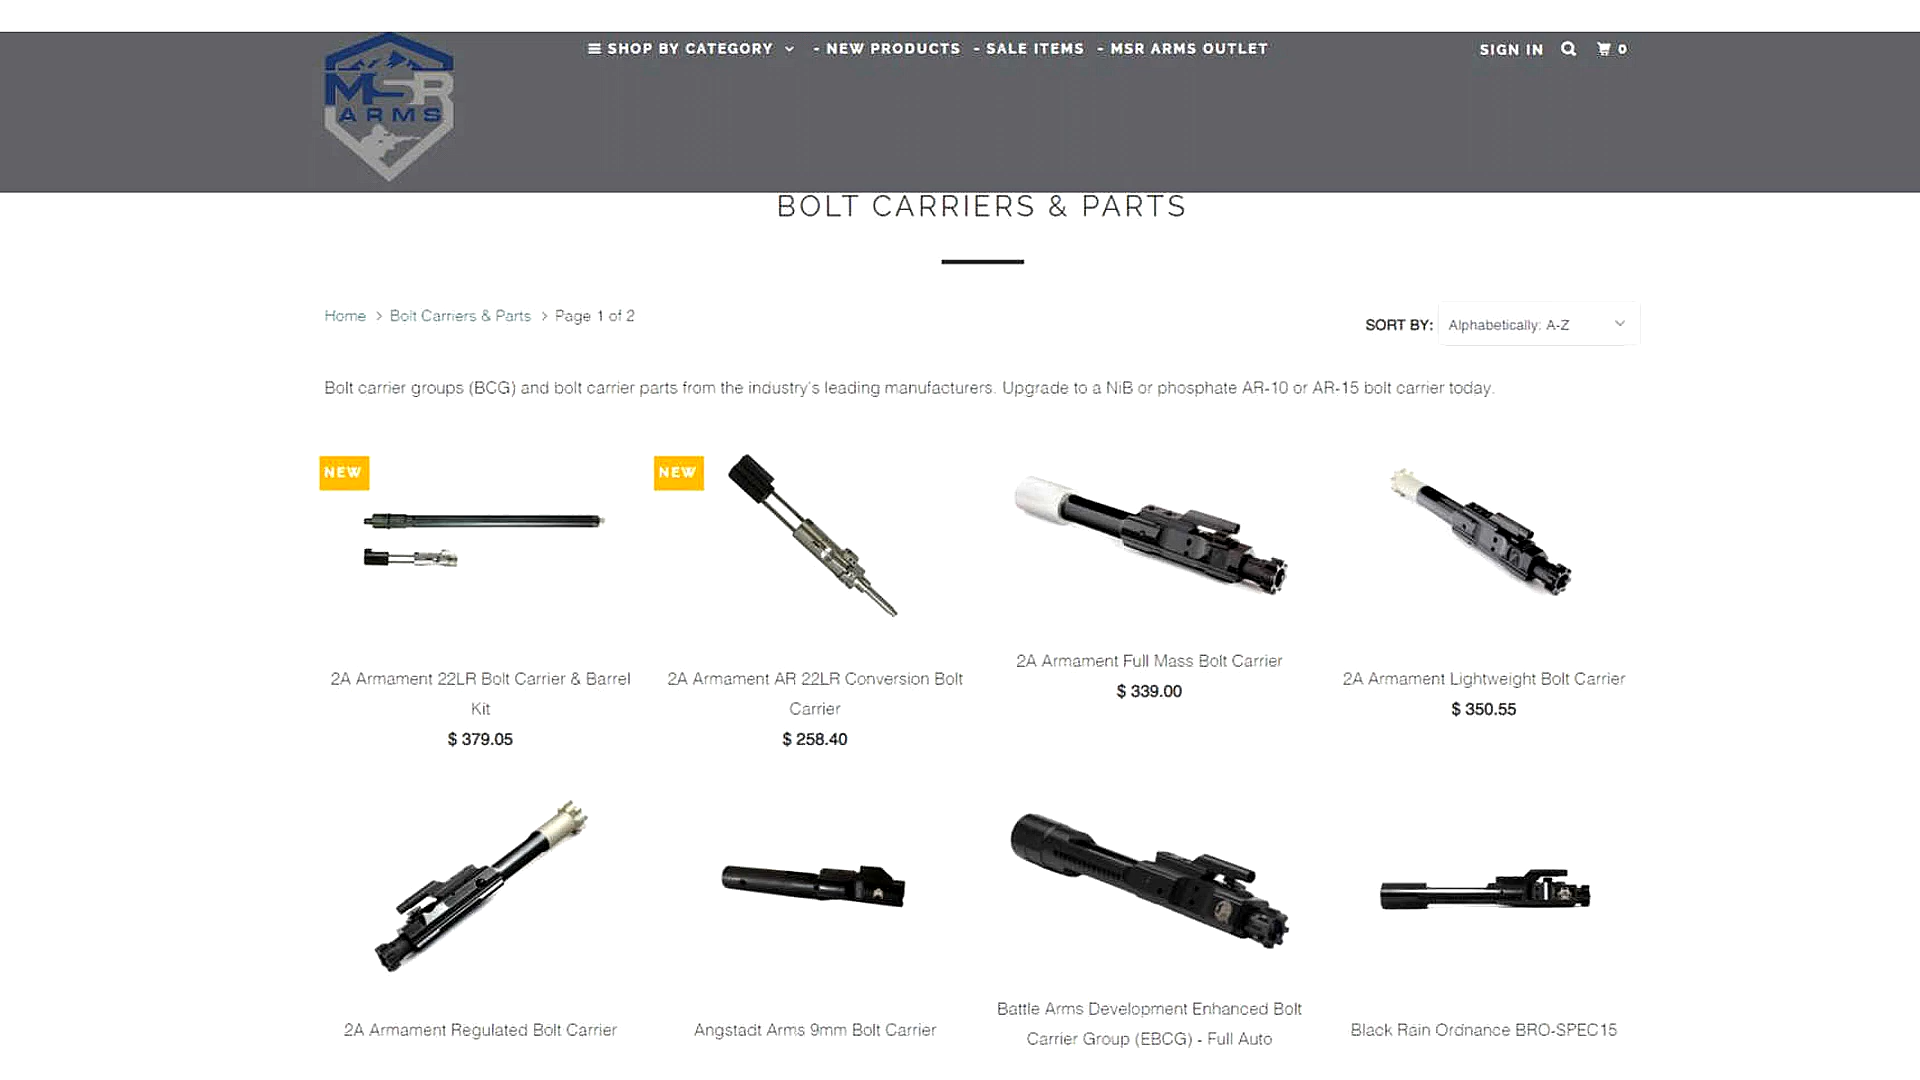 MSR
ARMS
SHOP BY CATEGORY - NEW PRODUCTS - SALE ITEMS - MSR ARMS OUTLET
SIGN IN 0
BOLT CARRIERS & PARTS
Home > Bolt Carriers & Parts > Page 1 of 2
SORT BY: Alphabetically: A-Z
Bolt carrier groups (BCG) and bolt carrier parts from the industry's leading manufacturers. Upgrade to a NiB or phosphate AR-10 or AR-15 bolt carrier today.
NEW
2A Armament 22LR Bolt Carrier & Barrel
Kit
$ 379.05
NEW
2A Armament AR 22LR Conversion Bolt
Carrier
$ 258.40
2A Armament Full Mass Bolt Carrier
$ 339.00
2A Armament Lightweight Bolt Carrier
$ 350.55
2A Armament Regulated Bolt Carrier
Angstadt Arms 9mm Bolt Carrier
Battle Arms Development Enhanced Bolt
Carrier Group (EBCG) - Full Auto
Black Rain Ordnance BRO-SPEC15